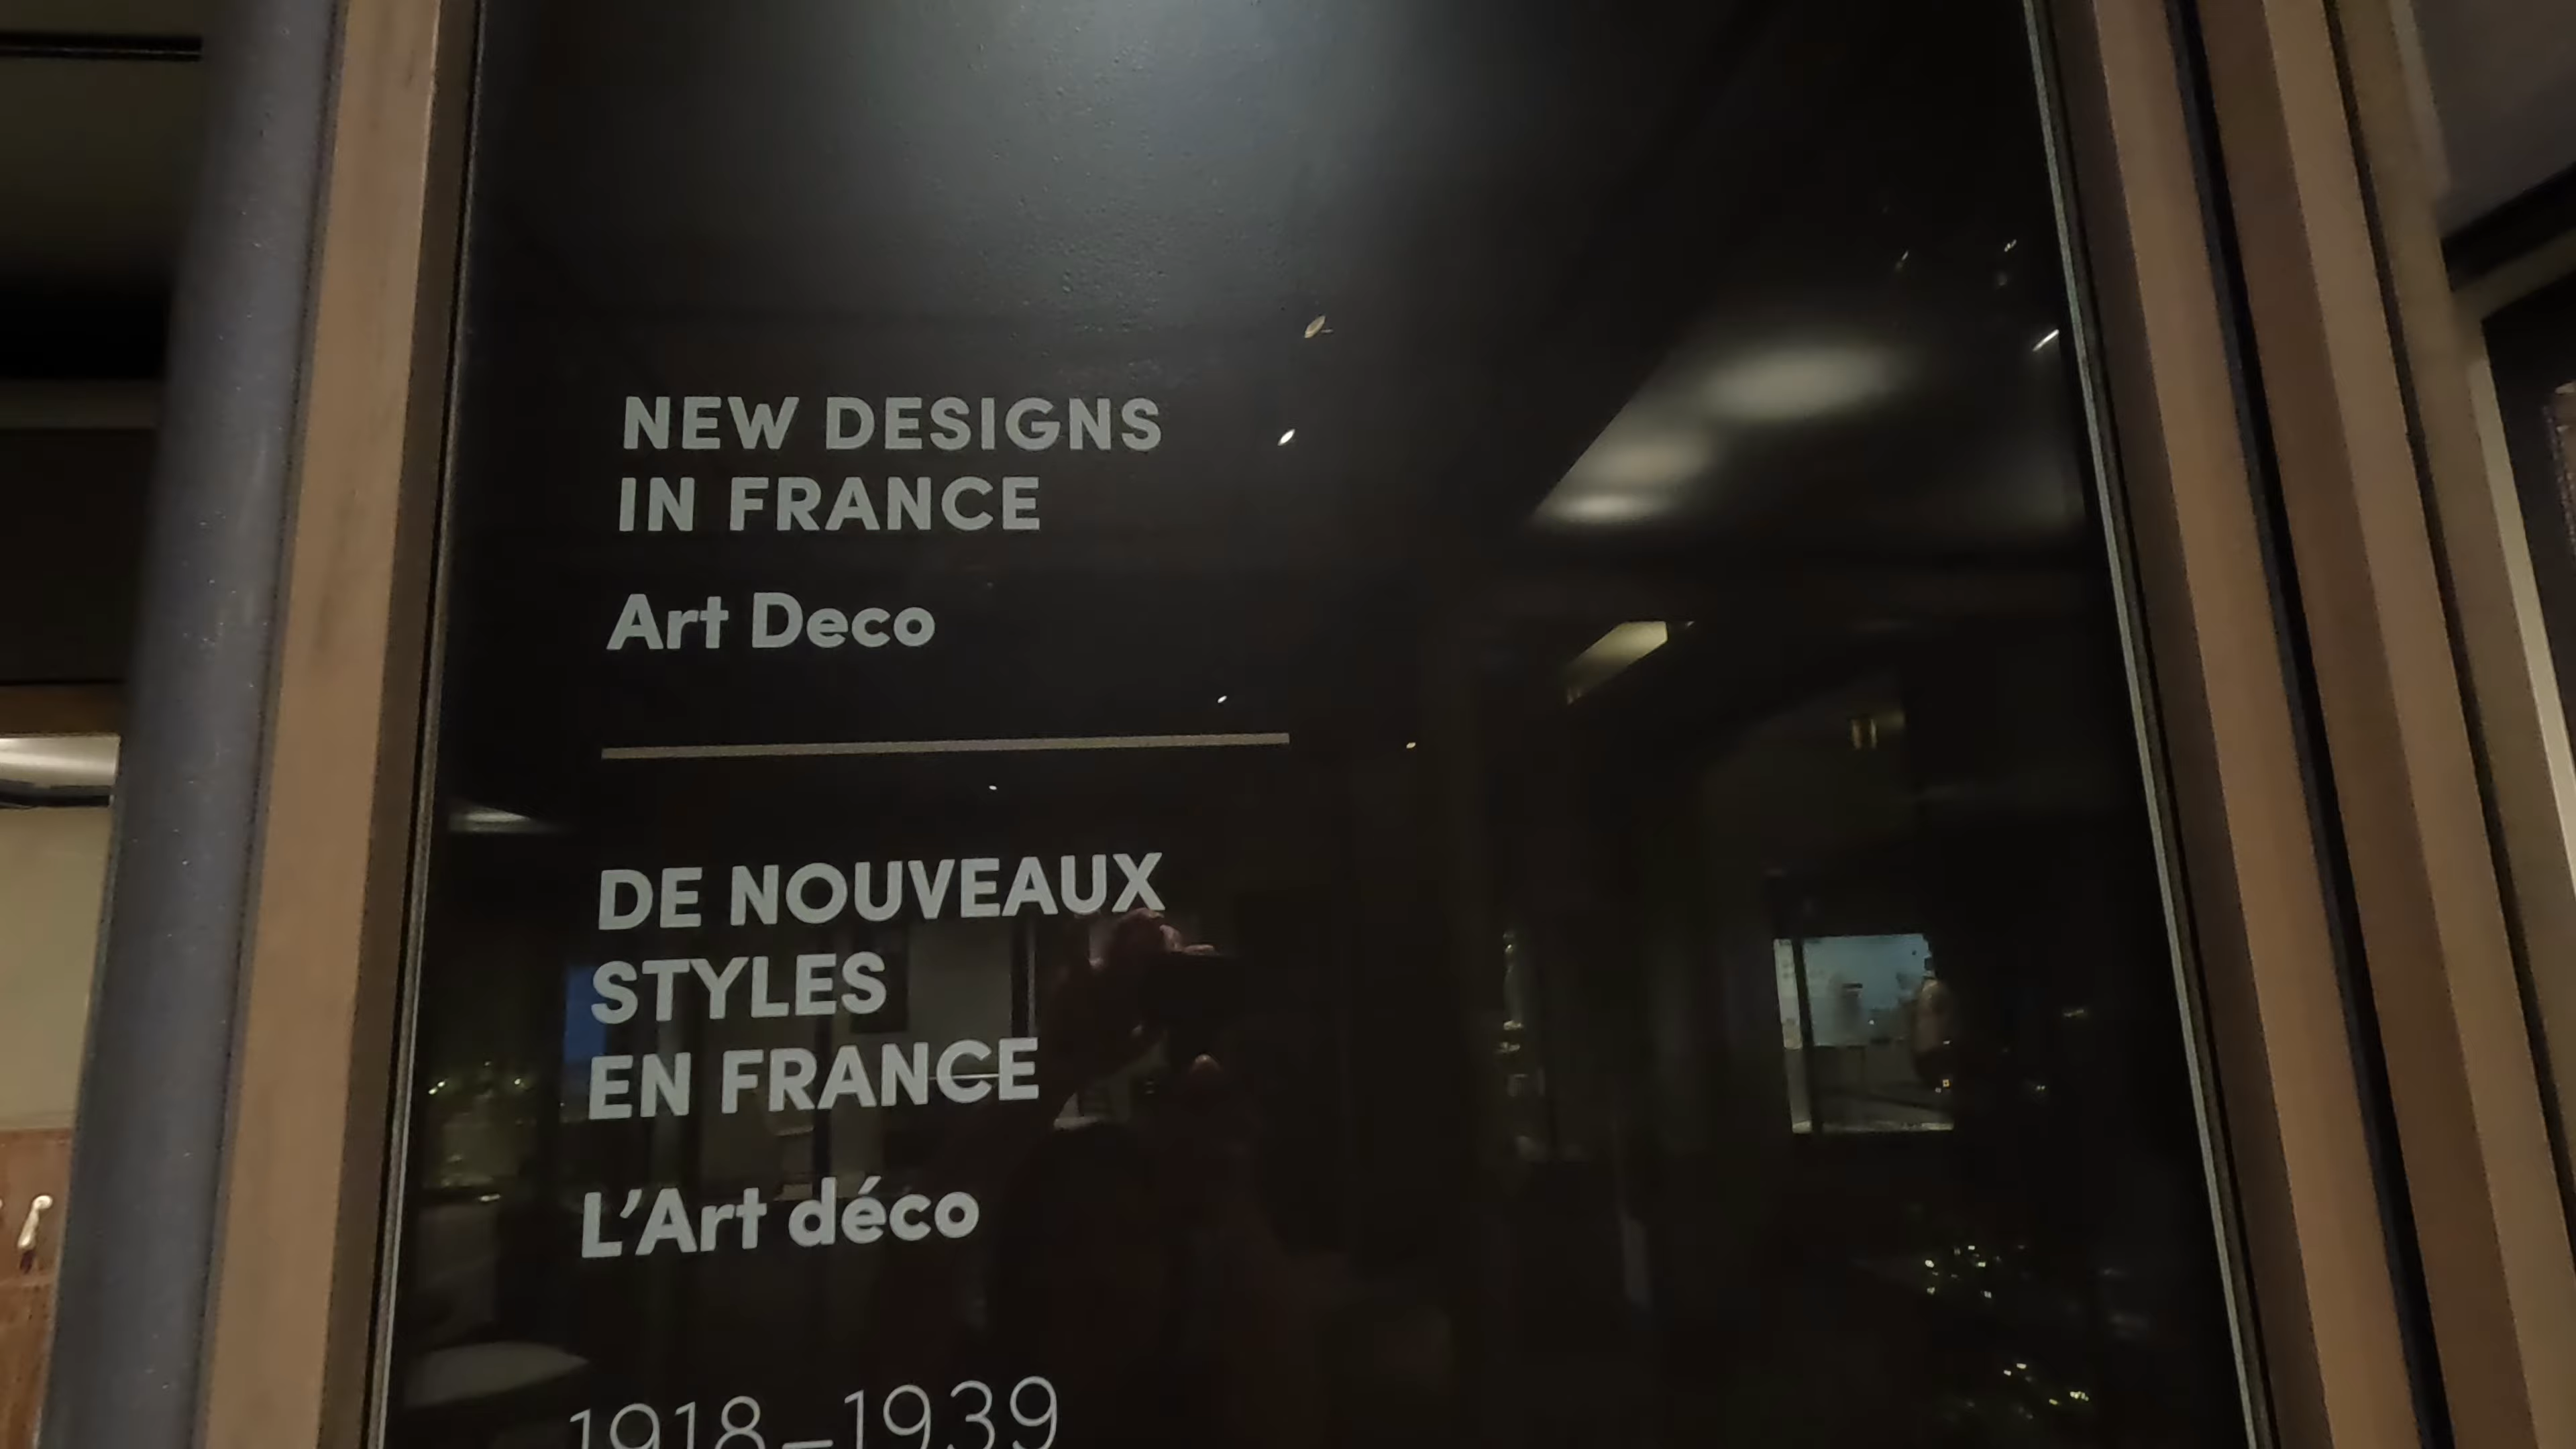 NEW DESIGNS
IN FRANCE
Art Deco
DE NOUVEAUX
STYLES
EN FRANCE
L'Art déco
1918–1939